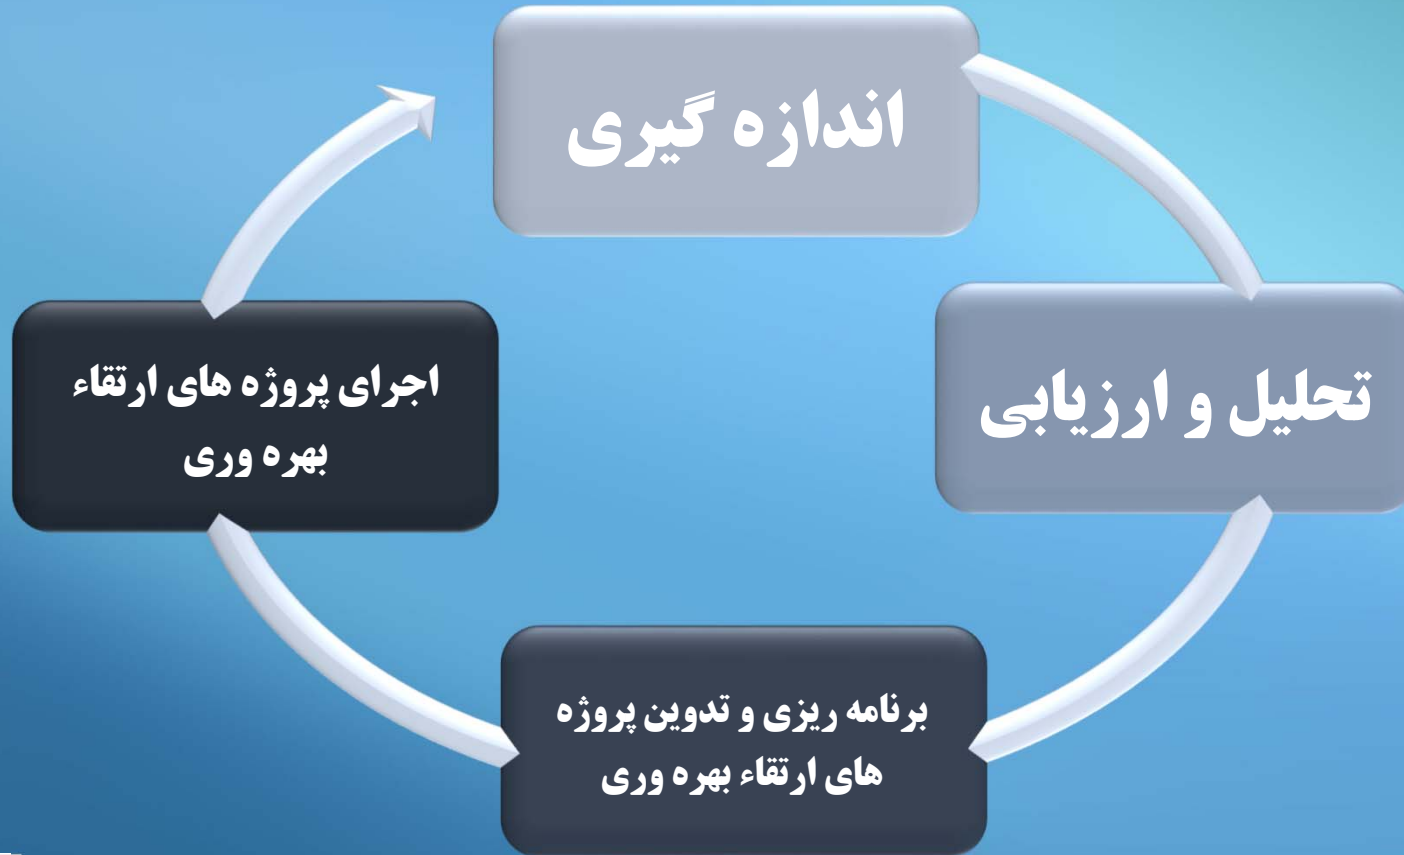 اندازه گیری
تحلیل و ارزیابی
برنامه ریزی و تدوین پروژه
های ارتقاء بهره وری
اجرای پروژه های ارتقاء
بهره وری